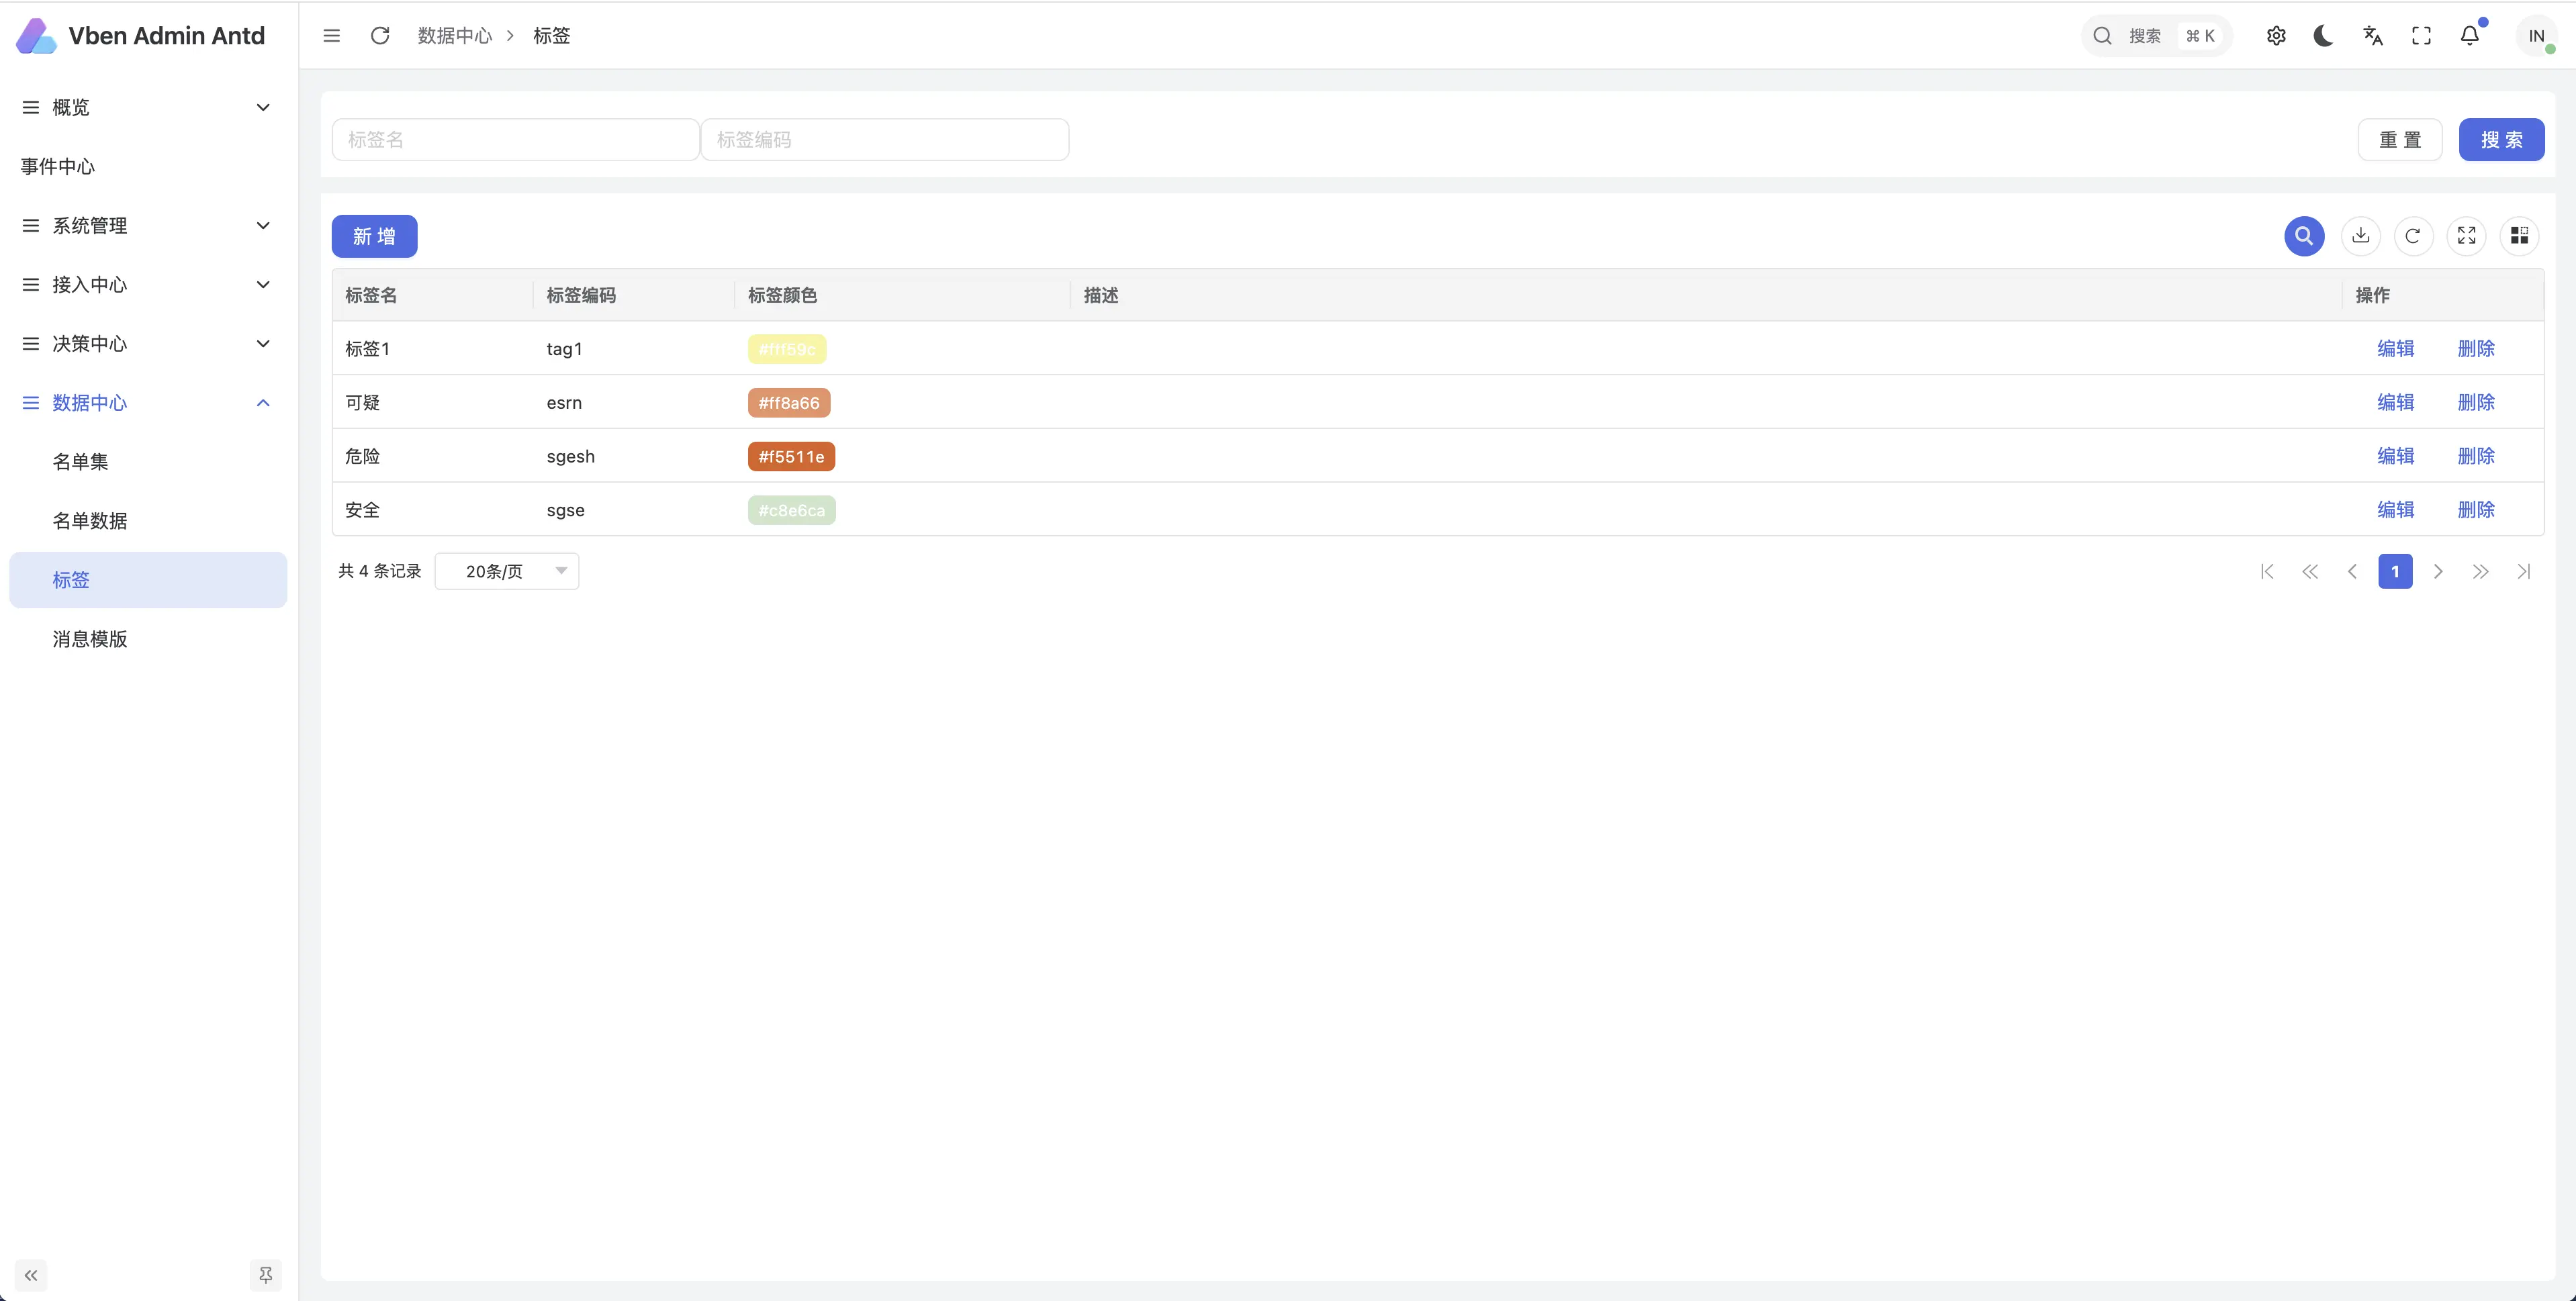 Vben Admin Antd
数据中心 > 标签
搜索 ⌘ K
IN
概览
事件中心
系统管理
接入中心
决策中心
数据中心
名单集
名单数据
标签
消息模版
标签名 标签编码
重 置 搜 索
新 增
标签名 标签编码 标签颜色 描述 操作
标签1 tag1 #fff59c 编辑 删除
可疑 esrn #ff8a66 编辑 删除
危险 sgesh #f5511e 编辑 删除
安全 sgse #c8e6ca 编辑 删除
共 4 条记录 20条/页 1